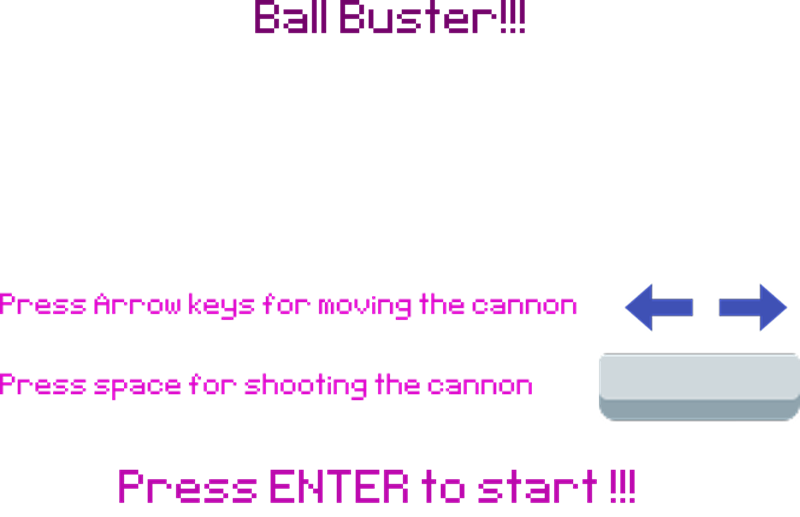 Ball Buster!!!
Press Arrow keys for moving the cannon
Press space for shooting the cannon
Press ENTER to start !!!